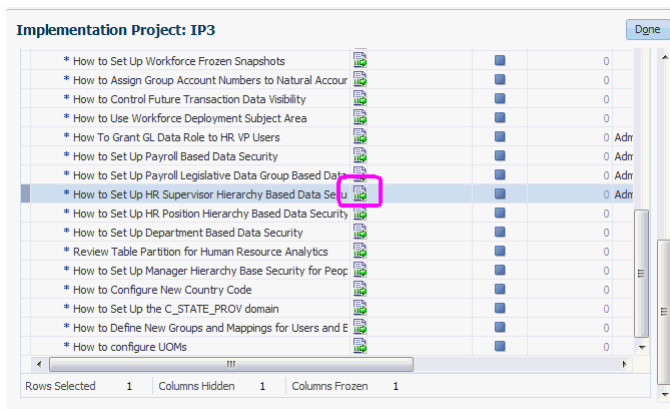 Implementation Project: IP3
Done
* How to Set Up Workforce Frozen Snapshots 0
* How to Assign Group Account Numbers to Natural Accour 0
* How to Control Future Transaction Data Visibility 0
* How to Use Workforce Deployment Subject Area 0
* How To Grant GL Data Role to HR VP Users 0 Adm
* How to Set Up Payroll Based Data Security 0 Adm
* How to Set Up Payroll Legislative Data Group Based Data 0 Adm
* How to Set Up HR Supervisor Hierarchy Based Data Secu 0 Adm
* How to Set Up HR Position Hierarchy Based Data Security 0
* How to Set Up Department Based Data Security 0
* Review Table Partition for Human Resource Analytics 0
* How to Set Up Manager Hierarchy Base Security for Peop 0
* How to Configure New Country Code 0
* How to Set Up the C_STATE_PROV domain 0
* How to Define New Groups and Mappings for Users and E 0
* How to configure UOMs 0
Rows Selected 1 Columns Hidden 1 Columns Frozen 1